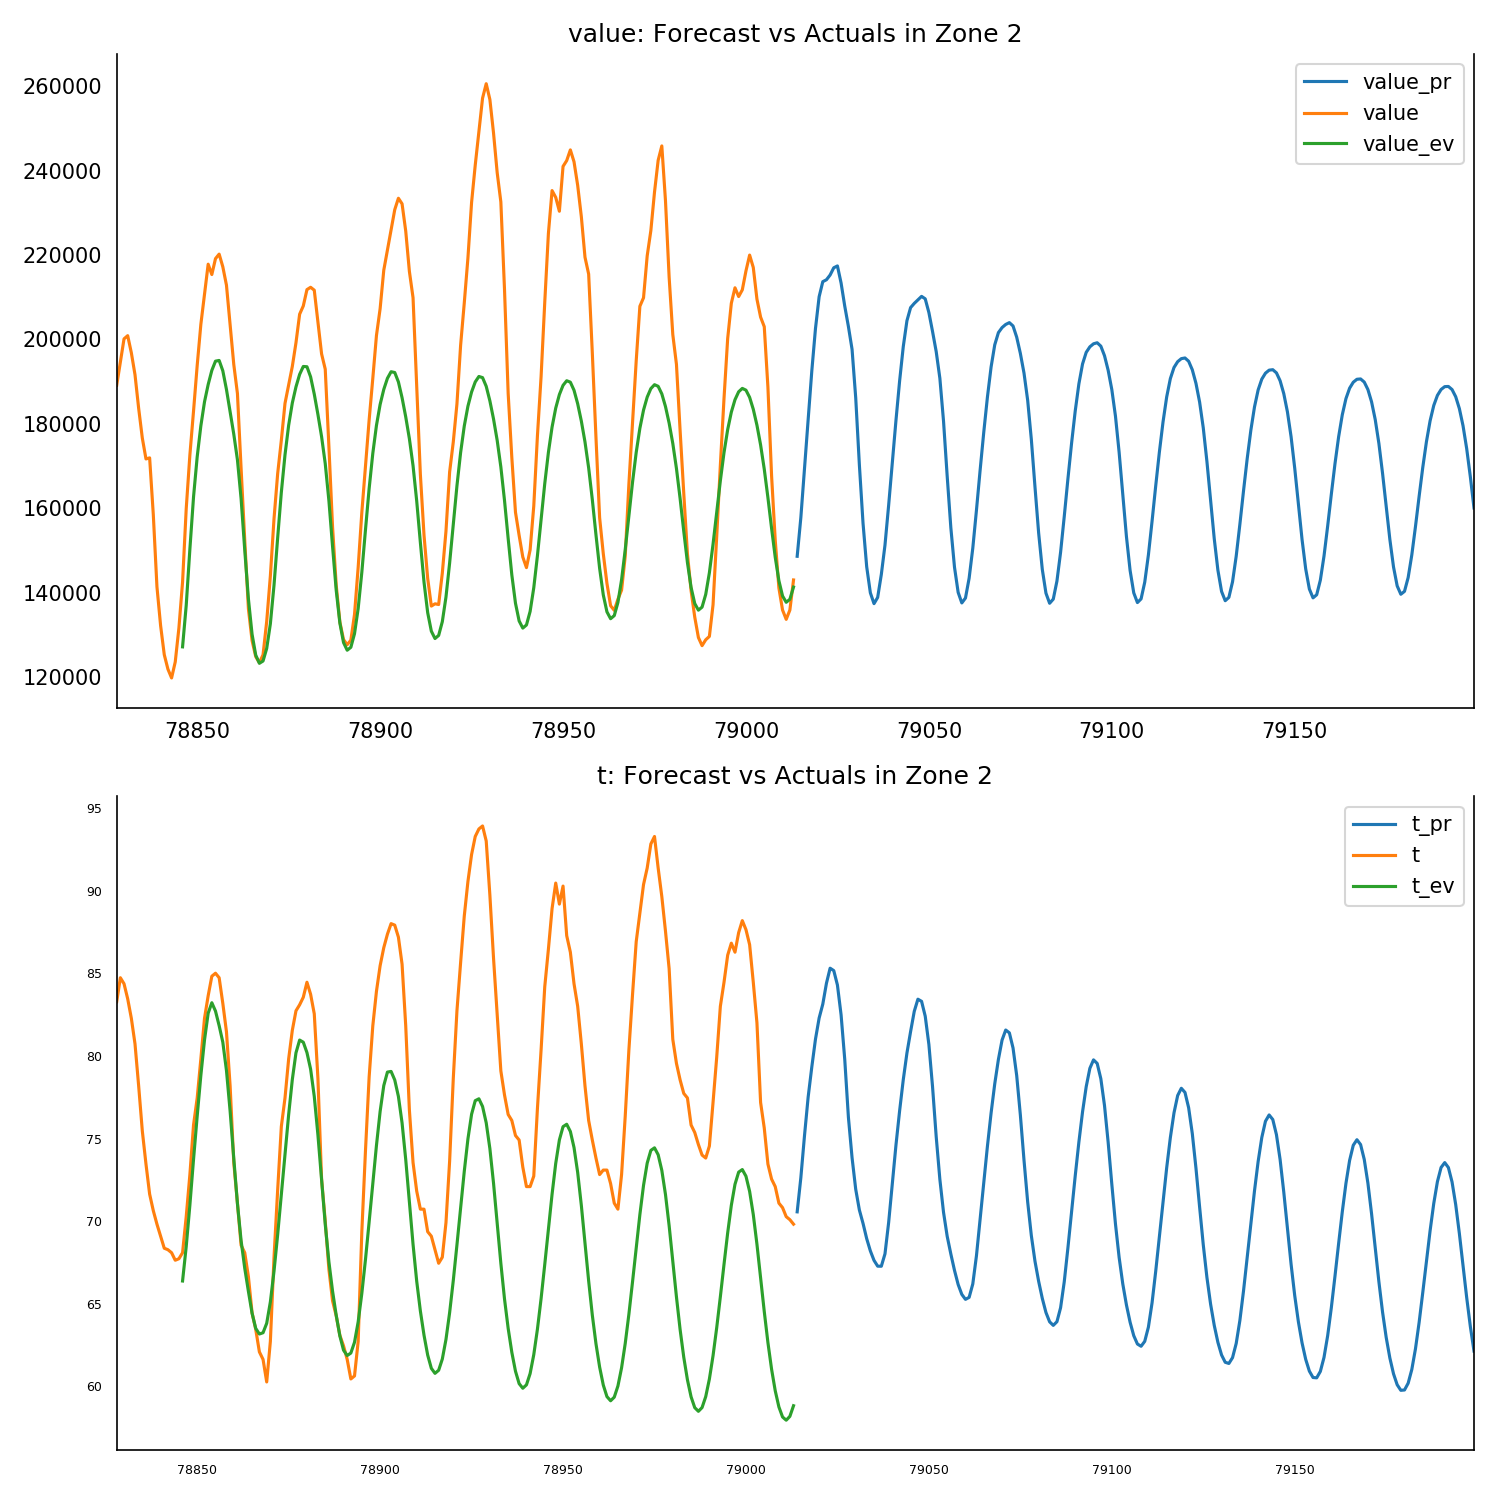 value: Forecast vs Actuals in Zone 2
260000
240000
220000
200000
180000
160000
140000
120000
value_pr
value
value_ev
78850 78900 78950 79000 79050 79100 79150
t: Forecast vs Actuals in Zone 2
95
90
85
80
75
70
65
60
t_pr
t
t_ev
78850 78900 78950 79000 79050 79100 79150